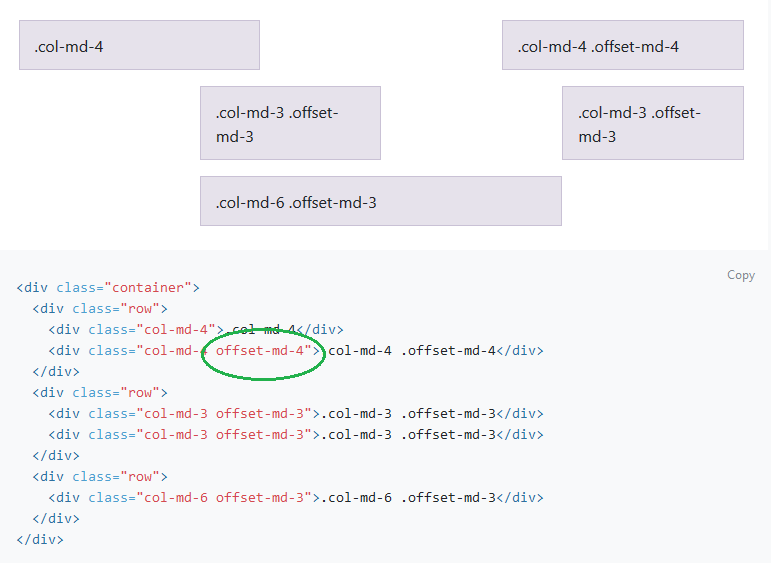 .col-md-4
.col-md-4 .offset-md-4
.col-md-3 .offset-
md-3
.col-md-3 .offset-
md-3
.col-md-6 .offset-md-3
Copy
<div class="container">
  <div class="row">
    <div class="col-md-4">.col-md-4</div>
    <div class="col-md-4 offset-md-4">.col-md-4 .offset-md-4</div>
  </div>
  <div class="row">
    <div class="col-md-3 offset-md-3">.col-md-3 .offset-md-3</div>
    <div class="col-md-3 offset-md-3">.col-md-3 .offset-md-3</div>
  </div>
  <div class="row">
    <div class="col-md-6 offset-md-3">.col-md-6 .offset-md-3</div>
  </div>
</div>